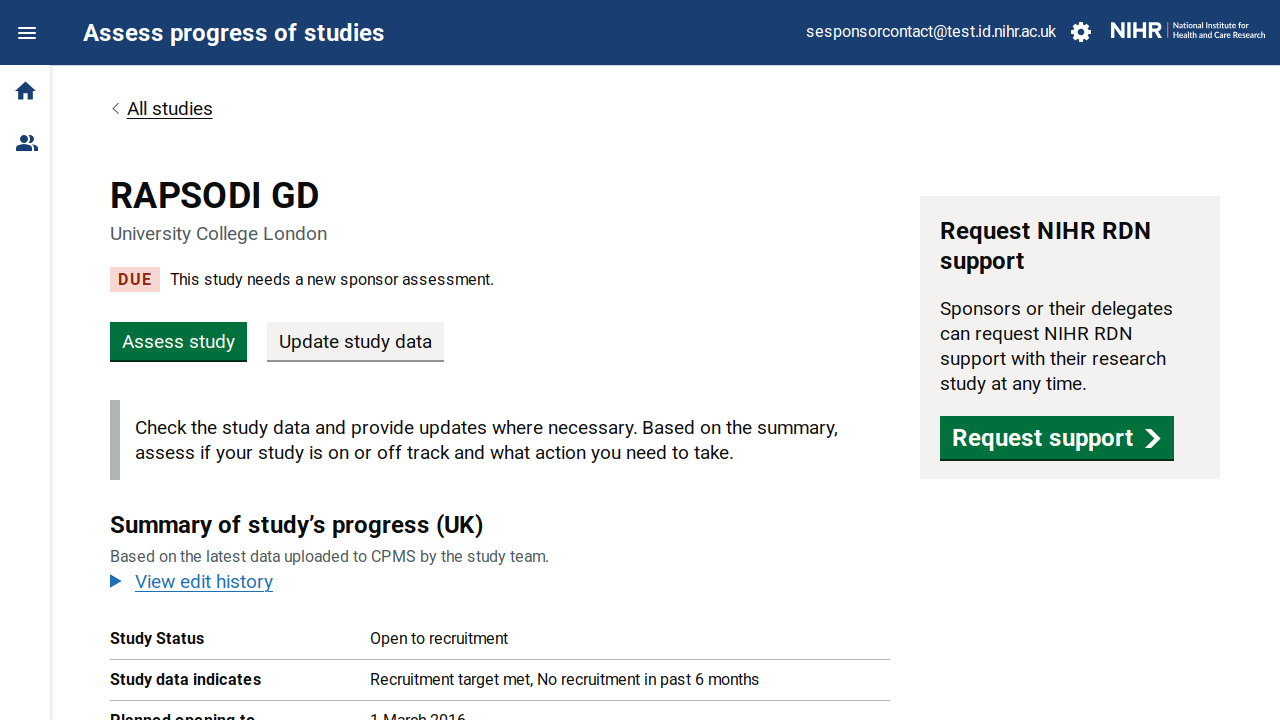 Assess progress of studies
sesponsorcontact@test.id.nihr.ac.uk
NIHR | National Institute for
Health and Care Research
All studies
RAPSODI GD
University College London
DUE This study needs a new sponsor assessment.
Assess study
Update study data
Check the study data and provide updates where necessary. Based on the summary,
assess if your study is on or off track and what action you need to take.
Summary of study’s progress (UK)
Based on the latest data uploaded to CPMS by the study team.
View edit history
Study Status Open to recruitment
Study data indicates Recruitment target met, No recruitment in past 6 months
Planned opening to 1 March 2016
Request NIHR RDN
support
Sponsors or their delegates
can request NIHR RDN
support with their research
study at any time.
Request support